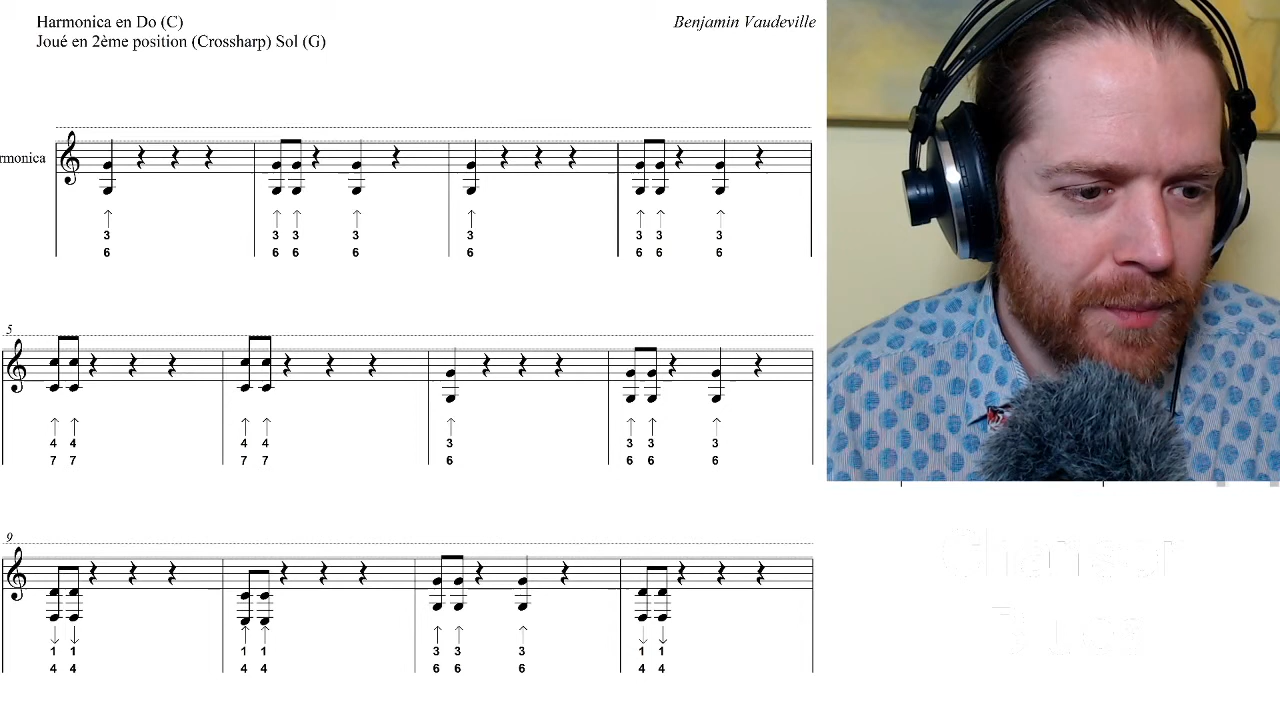 Harmonica en Do (C)
Joué en 2ème position (Crossharp) Sol (G)
Benjamin Vaudeville
rmonica
3 3 3 3 3 3 3 3
6 6 6 6 6 6 6 6
5
4 4 4 4 3 3 3 3
7 7 7 7 6 6 6 6
Chanson
Blues
9
1 1 1 1 3 3 3 1 1
4 4 4 4 6 6 6 4 4